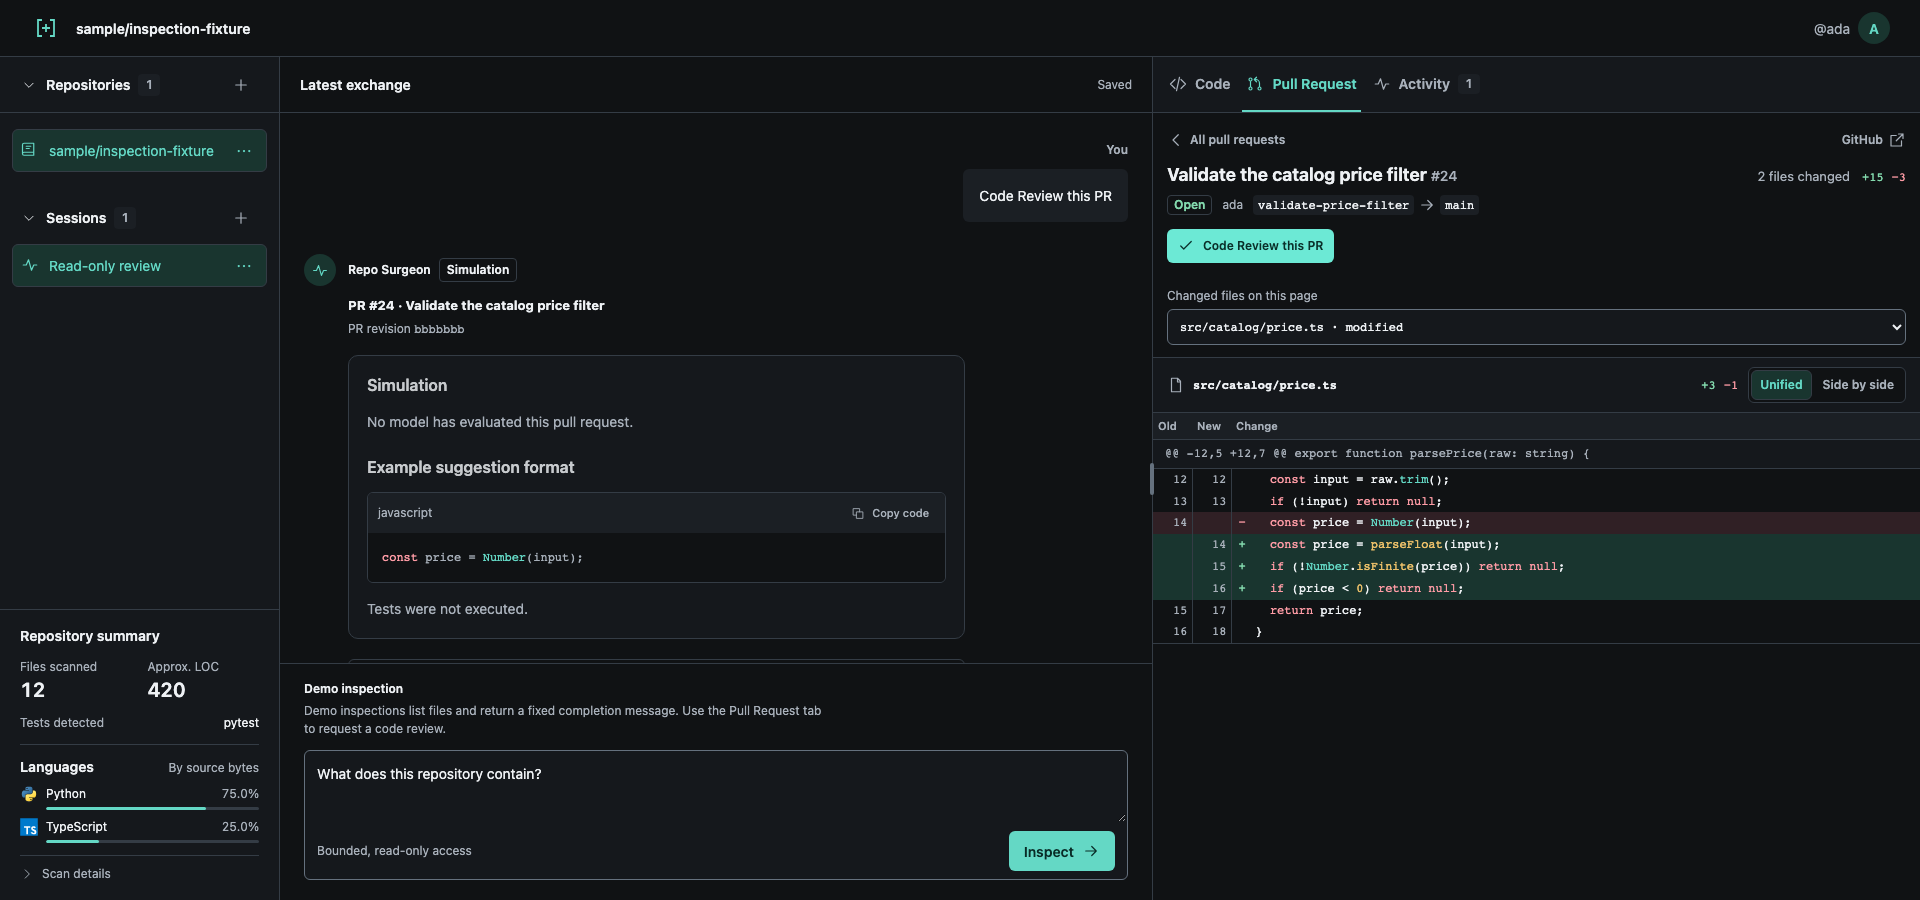 [+] sample/inspection-fixture
@ada A
Repositories 1
sample/inspection-fixture
Sessions 1
Read-only review
Repository summary
Files scanned Approx. LOC
12 420
Tests detected pytest
Languages By source bytes
Python 75.0%
TS TypeScript 25.0%
Scan details
Latest exchange Saved
You
Code Review this PR
Repo Surgeon Simulation
PR #24 · Validate the catalog price filter
PR revision bbbbbbb
Simulation
No model has evaluated this pull request.
Example suggestion format
javascript Copy code
const price = Number(input);
Tests were not executed.
Demo inspection
Demo inspections list files and return a fixed completion message. Use the Pull Request tab
to request a code review.
What does this repository contain?
Bounded, read-only access
Inspect →
</> Code Pull Request Activity 1
All pull requests GitHub
Validate the catalog price filter #24 2 files changed +15 −3
Open ada validate-price-filter → main
Code Review this PR
Changed files on this page
src/catalog/price.ts · modified
src/catalog/price.ts +3 −1 Unified Side by side
Old New Change
@@ -12,5 +12,7 @@ export function parsePrice(raw: string) {
12 12 const input = raw.trim();
13 13 if (!input) return null;
14 − const price = Number(input);
14 + const price = parseFloat(input);
15 + if (!Number.isFinite(price)) return null;
16 + if (price < 0) return null;
15 17 return price;
16 18 }